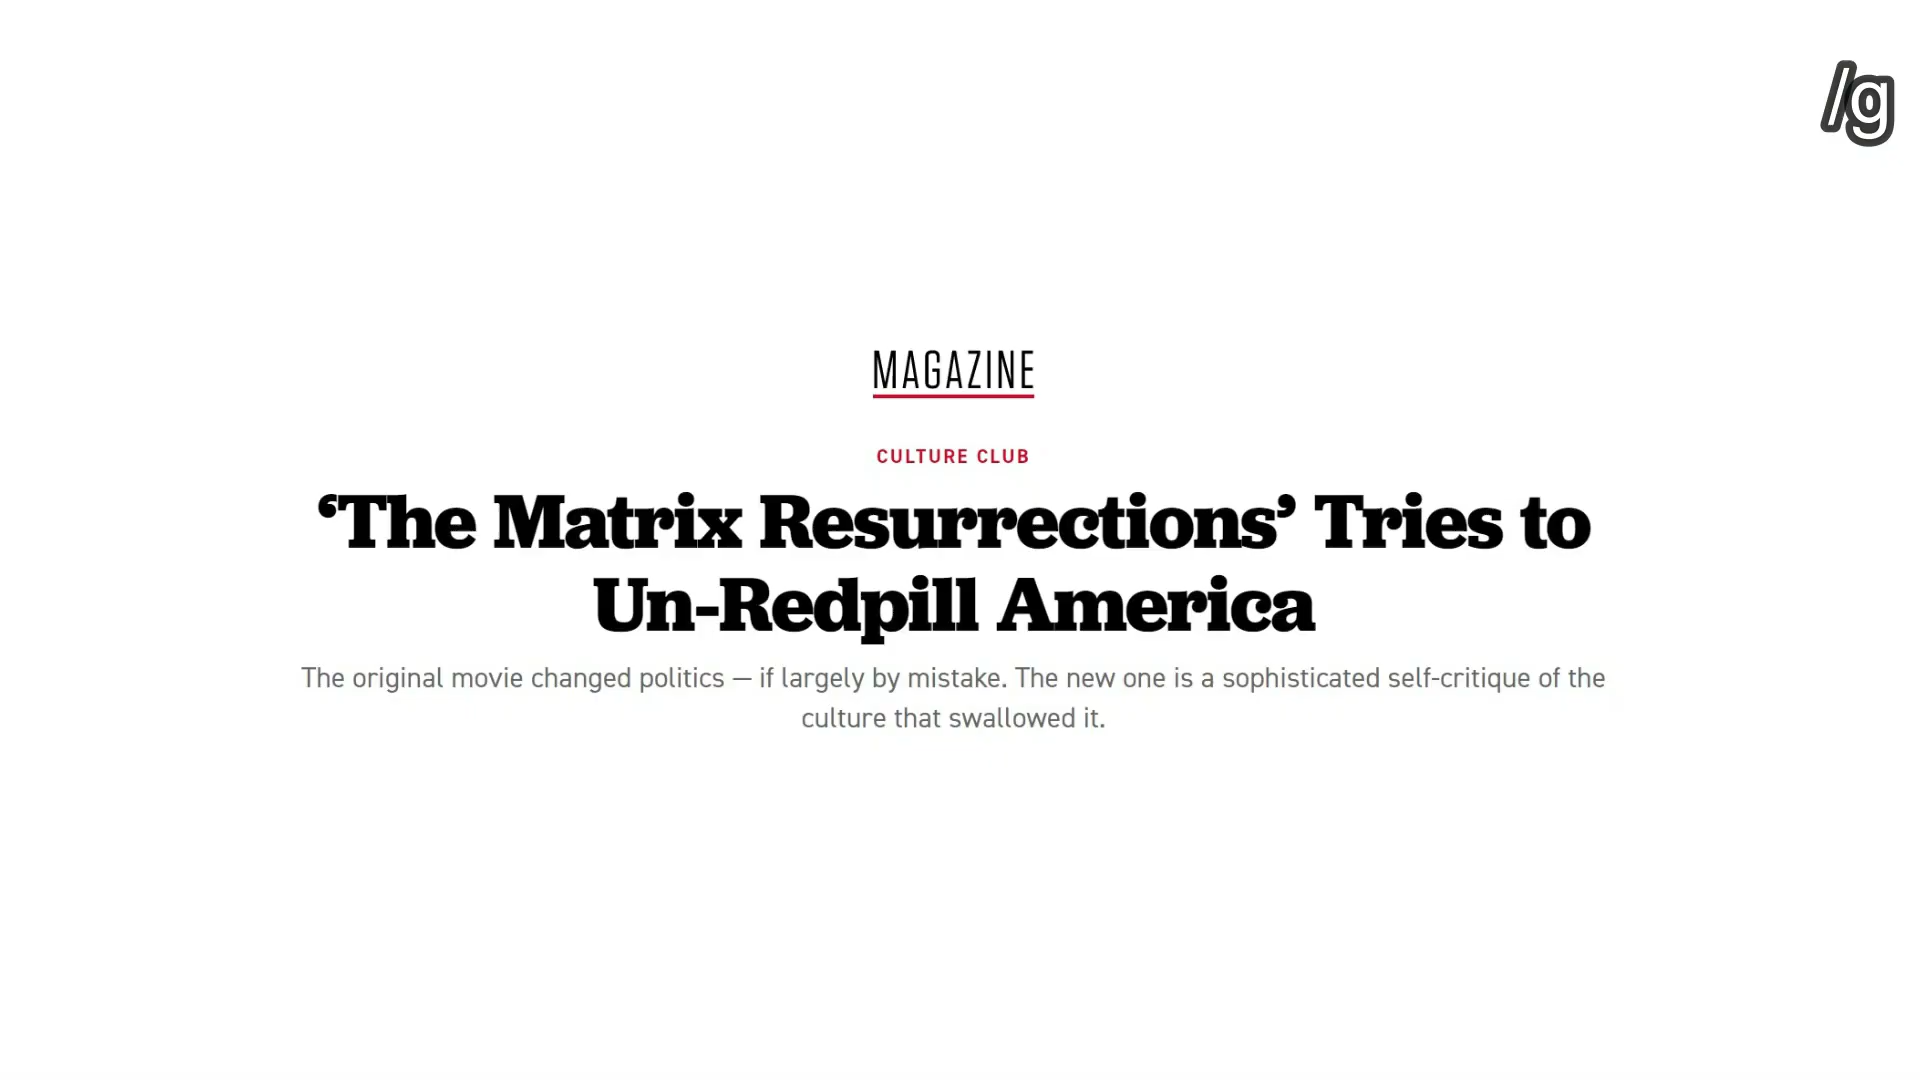 /g
MAGAZINE
CULTURE CLUB
‘The Matrix Resurrections’ Tries to
Un-Redpill America
The original movie changed politics — if largely by mistake. The new one is a sophisticated self-critique of the
culture that swallowed it.